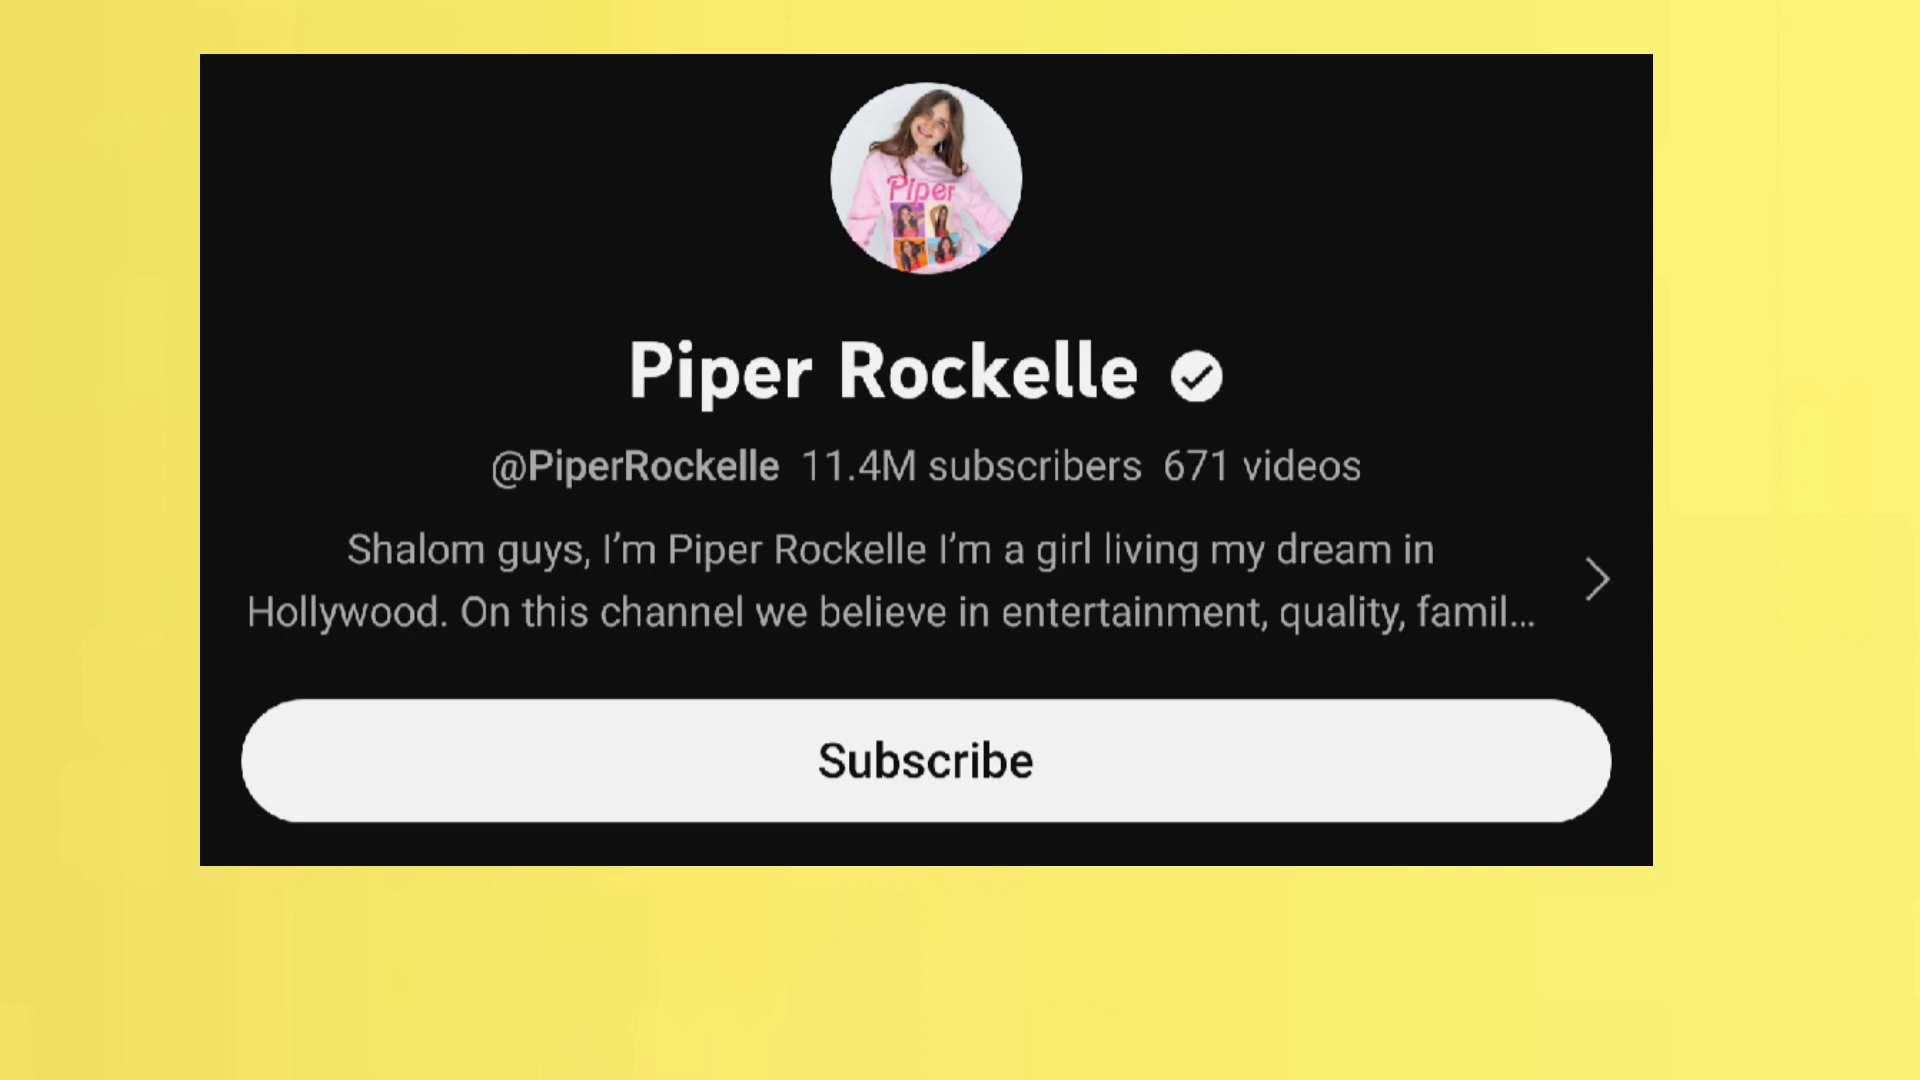 Piper
Piper Rockelle
@PiperRockelle 11.4M subscribers 671 videos
Shalom guys, I’m Piper Rockelle I’m a girl living my dream in
Hollywood. On this channel we believe in entertainment, quality, famil...
Subscribe